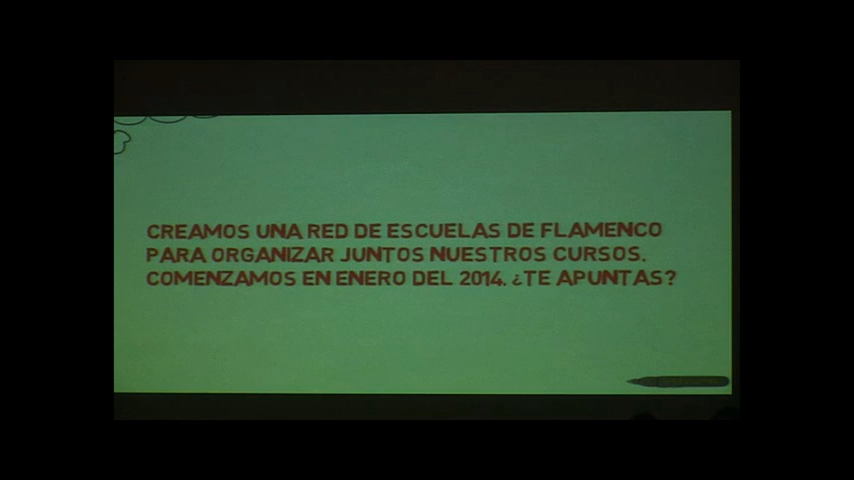 CREAMOS UNA RED DE ESCUELAS DE FLAMENCO
PARA ORGANIZAR JUNTOS NUESTROS CURSOS.
COMENZAMOS EN ENERO DEL 2014. ¿TE APUNTAS?